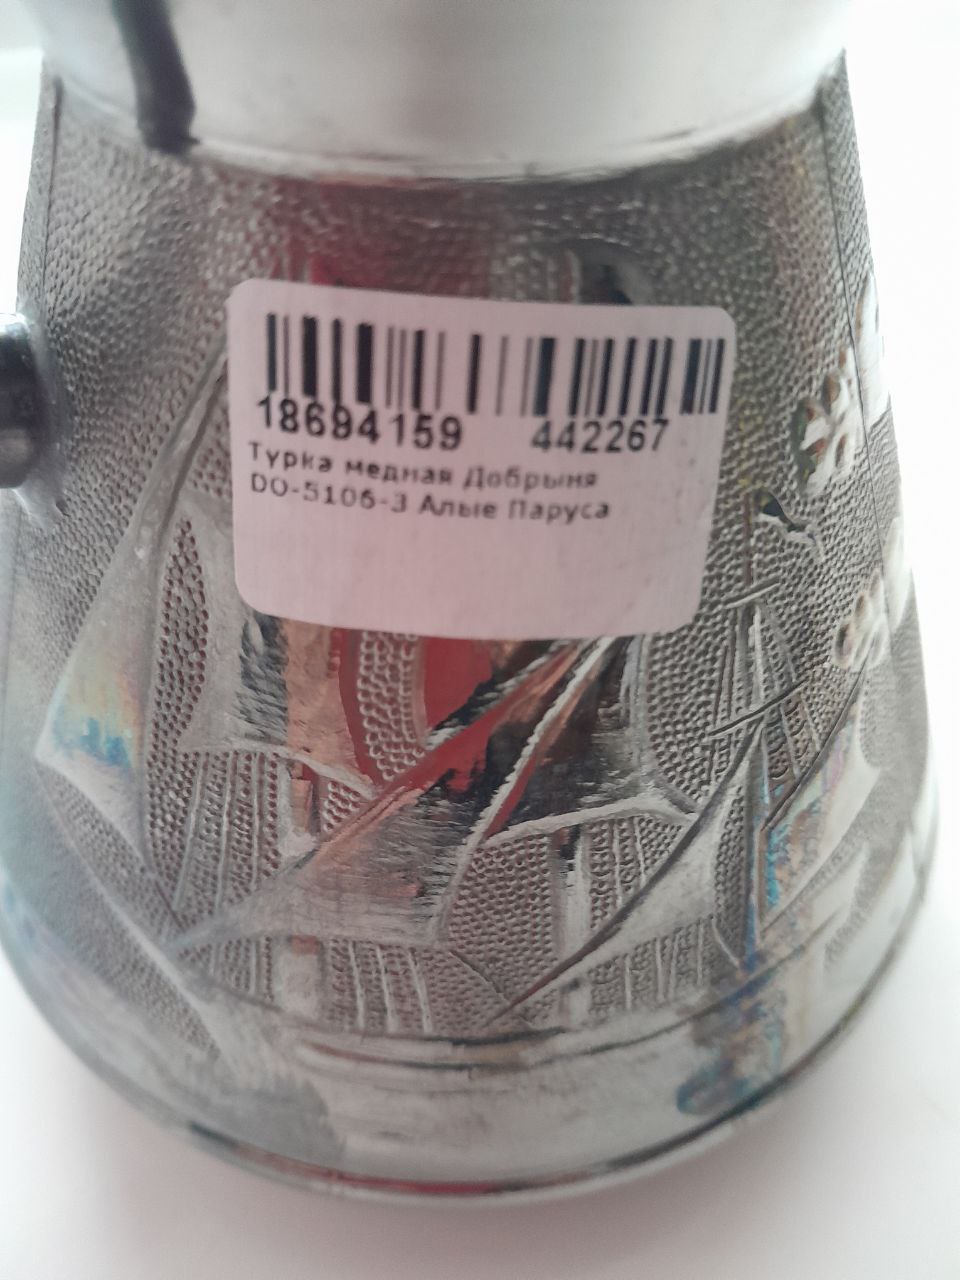 18694159 442267
Турка медная Добрыня
DO-5106-3 Алые Паруса